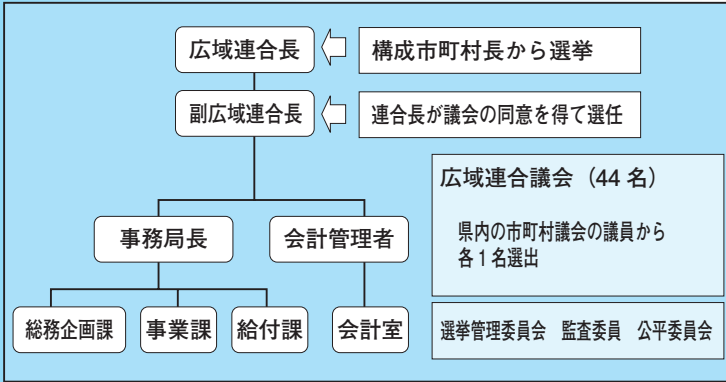 広域連合長
構成市町村長から選挙
副広域連合長
連合長が議会の同意を得て選任
広域連合議会（44 名）
県内の市町村議会の議員から
各 1 名選出
事務局長
会計管理者
総務企画課
事業課
給付課
会計室
選挙管理委員会　監査委員　公平委員会